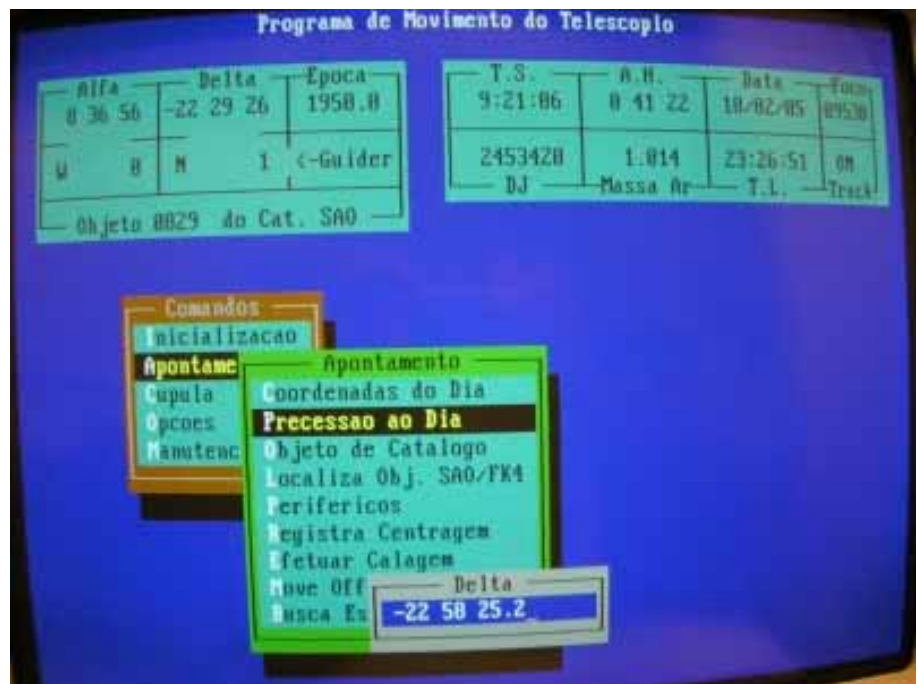 Programa de Movimento do Telescopio
Alfa Delta Epoca
8 36 56 -22 29 26 1950.0
W 0 N 1 <-Guider
Objeto 0029 do Cat. SAO
T.S. A.H. Data Foco
9:21:06 0 41 22 18/02/05 09530
2453420 1.014 23:26:51 ON
DJ Massa Ar T.L. Track
Comandos
Inicializacao
Apontame
Cupula
Opcoes
Manutenc
Apontamento
Coordenadas do Dia
Precessao ao Dia
Objeto de Catalogo
Localiza Obj. SAO/FK4
Perifericos
Registra Centragem
Efetuar Calagem
Move Off
Busca Es
Delta
-22 58 25.2_